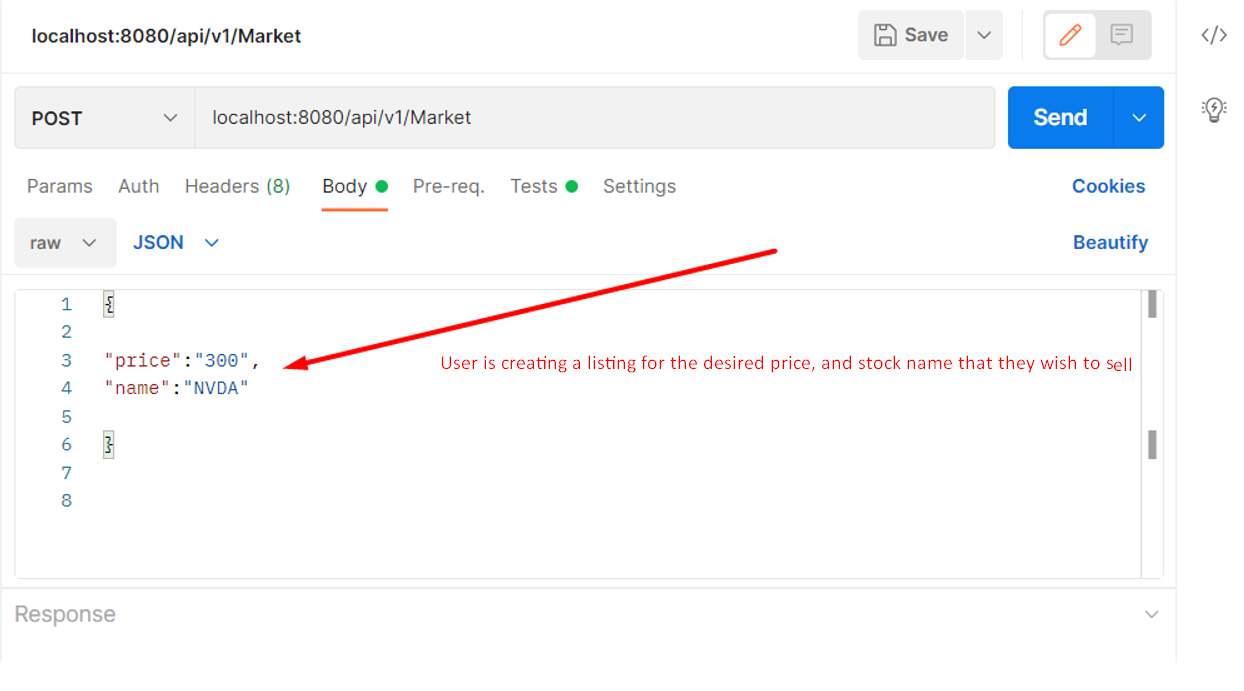 localhost:8080/api/v1/Market
Save
POST
localhost:8080/api/v1/Market
Send
Params Auth Headers (8) Body Pre-req. Tests Settings Cookies
raw JSON Beautify
1 {
2
3 "price":"300",
User is creating a listing for the desired price, and stock name that they wish to sell
4 "name":"NVDA"
5
6 }
7
8
Response